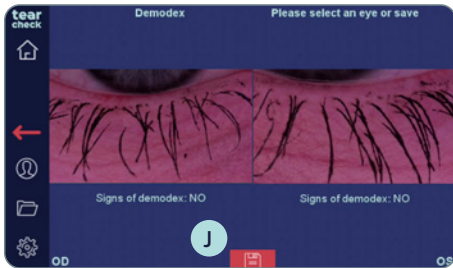 tear
check
Demodex
Please select an eye or save
Signs of demodex: NO
Signs of demodex: NO
J
OD
OS